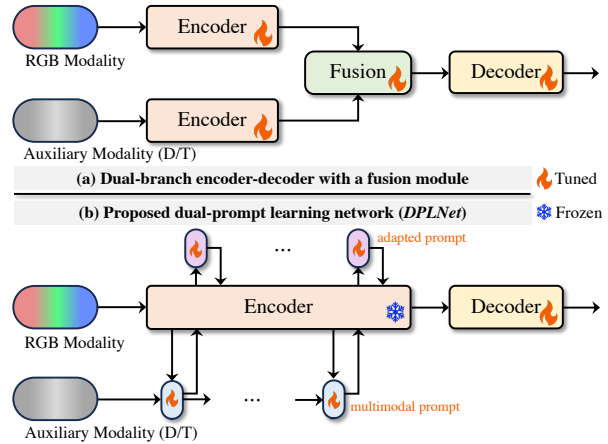 Encoder
RGB Modality
Fusion
Decoder
Encoder
Auxiliary Modality (D/T)
(a) Dual-branch encoder-decoder with a fusion module
Tuned
(b) Proposed dual-prompt learning network (DPLNet)
Frozen
...
adapted prompt
Encoder
Decoder
RGB Modality
...
multimodal prompt
Auxiliary Modality (D/T)